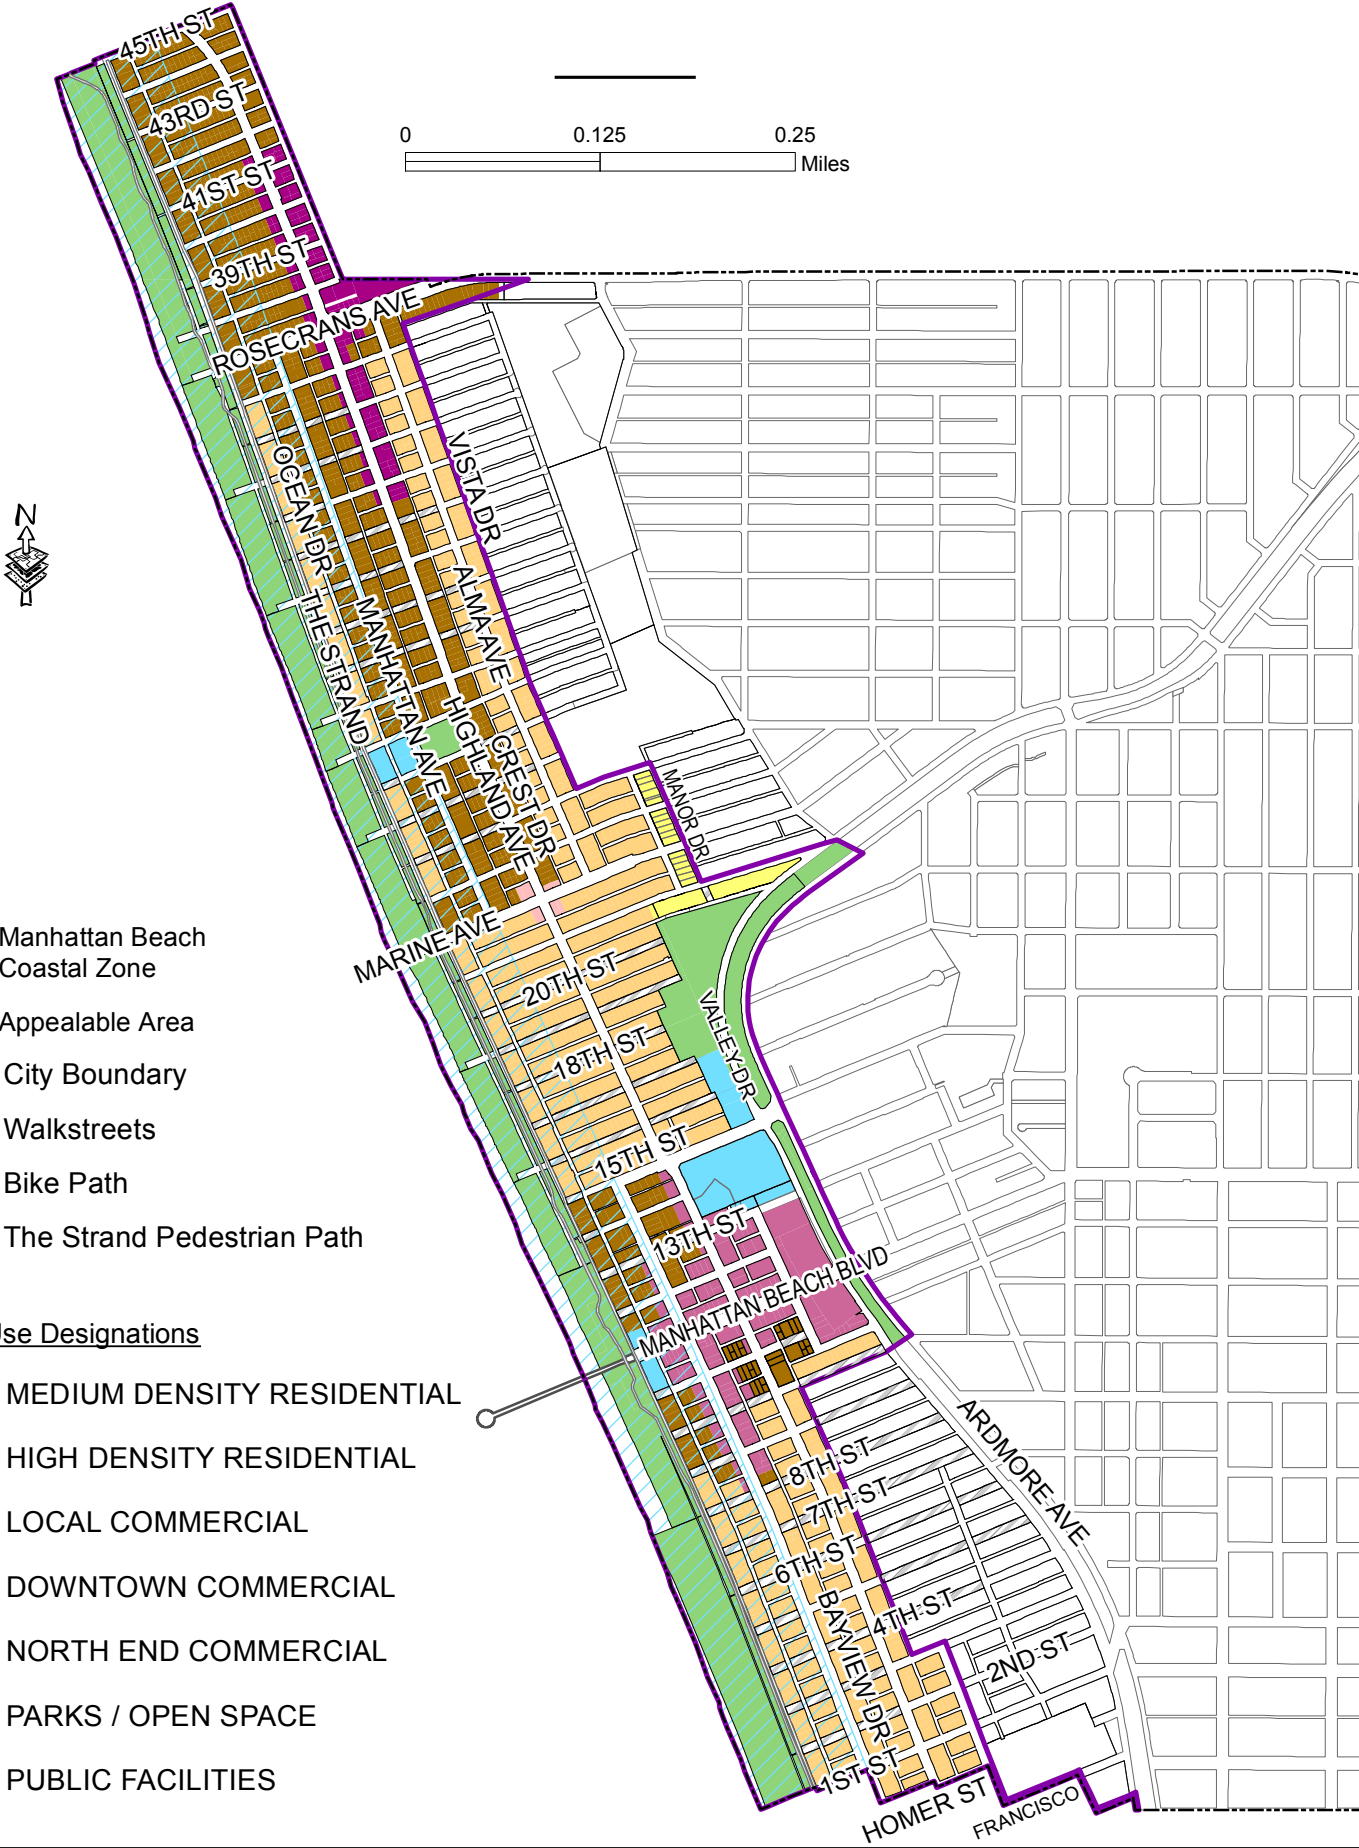 45TH ST
43RD ST
41ST ST
39TH ST
ROSECRANS AVE
0 0.125 0.25
Miles
N
OCEAN DR
VISTA DR
THE STRAND
MANHATTAN AVE
ALMA AVE
HIGHLAND AVE
CREST DR
MANOR DR
MARINE AVE
20TH ST
VALLEY DR
18TH ST
15TH ST
13TH ST
MANHATTAN BEACH BLVD
ARDMORE AVE
8TH ST
7TH ST
6TH ST
4TH ST
BAYVIEW DR
2ND ST
1ST ST
HOMER ST
FRANCISCO
Manhattan Beach
Coastal Zone
Appealable Area
City Boundary
Walkstreets
Bike Path
The Strand Pedestrian Path
Use Designations
MEDIUM DENSITY RESIDENTIAL
HIGH DENSITY RESIDENTIAL
LOCAL COMMERCIAL
DOWNTOWN COMMERCIAL
NORTH END COMMERCIAL
PARKS / OPEN SPACE
PUBLIC FACILITIES